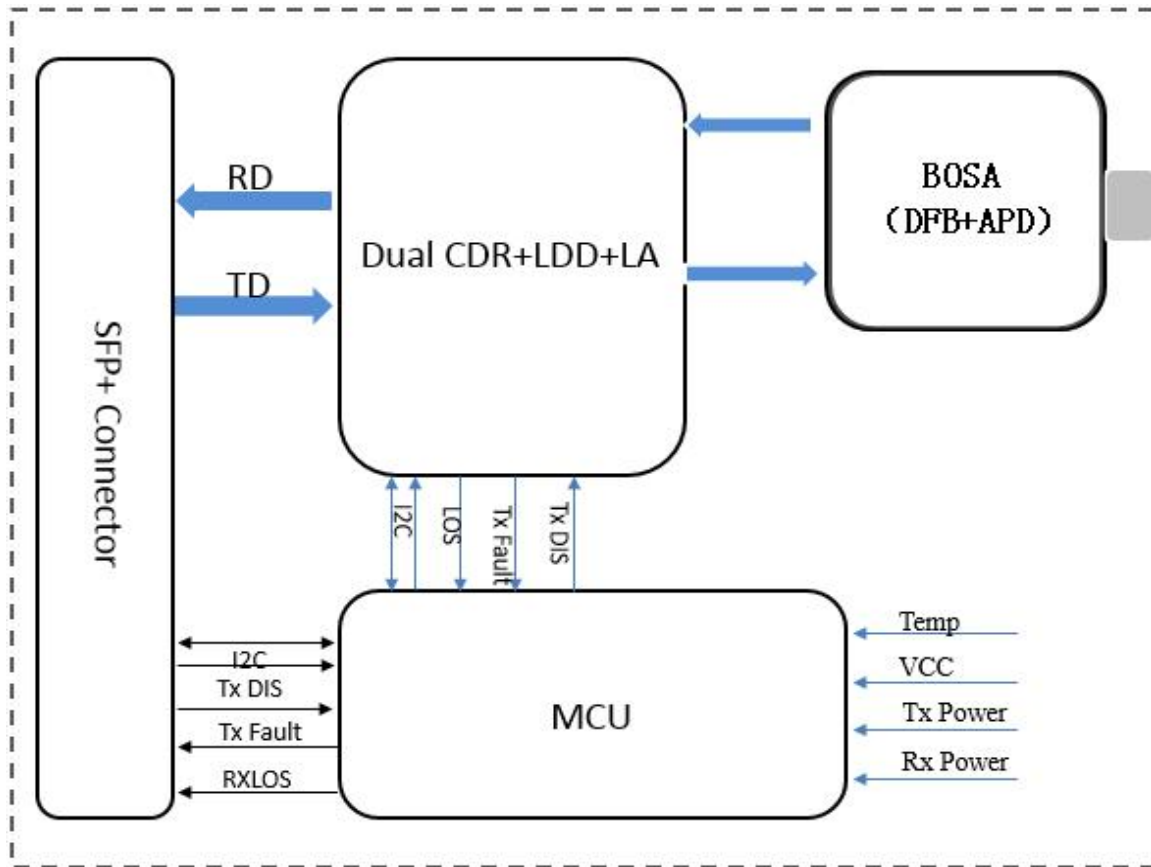 SFP+ Connector
RD
TD
Dual CDR+LDD+LA
BOSA
(DFB+APD)
I2C
LOS
Tx Fault
Tx DIS
I2C
Tx DIS
Tx Fault
RXLOS
MCU
Temp
VCC
Tx Power
Rx Power